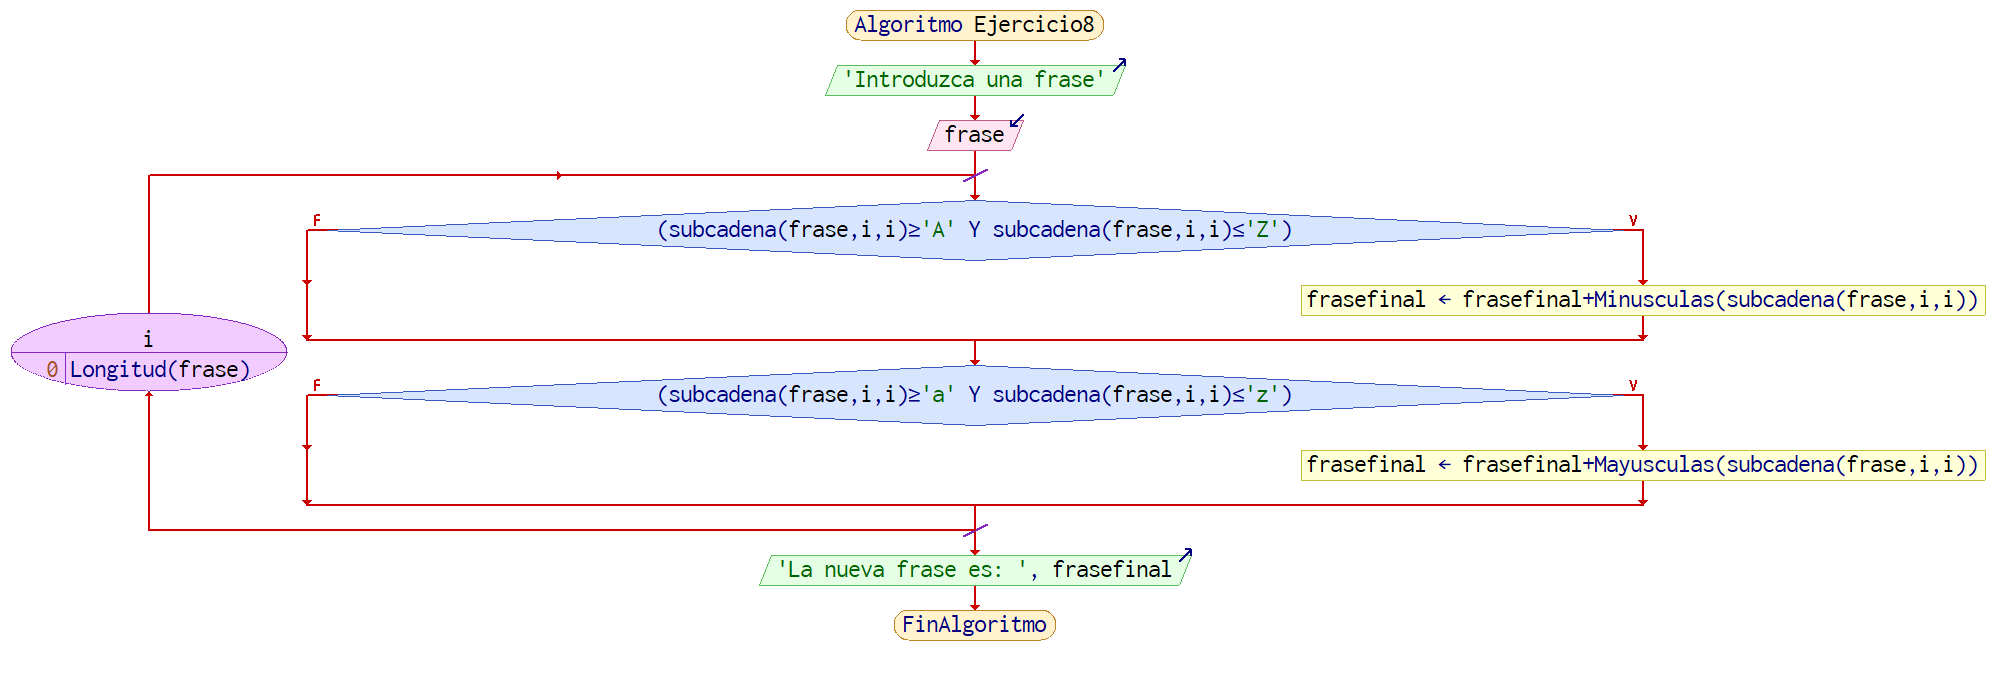 Algoritmo Ejercicio8
'Introduzca una frase'
frase
F
(subcadena(frase,i,i)≥'A' Y subcadena(frase,i,i)≤'Z')
V
frasefinal ← frasefinal+Minusculas(subcadena(frase,i,i))
i
0 Longitud(frase)
F
(subcadena(frase,i,i)≥'a' Y subcadena(frase,i,i)≤'z')
V
frasefinal ← frasefinal+Mayusculas(subcadena(frase,i,i))
'La nueva frase es: ', frasefinal
FinAlgoritmo